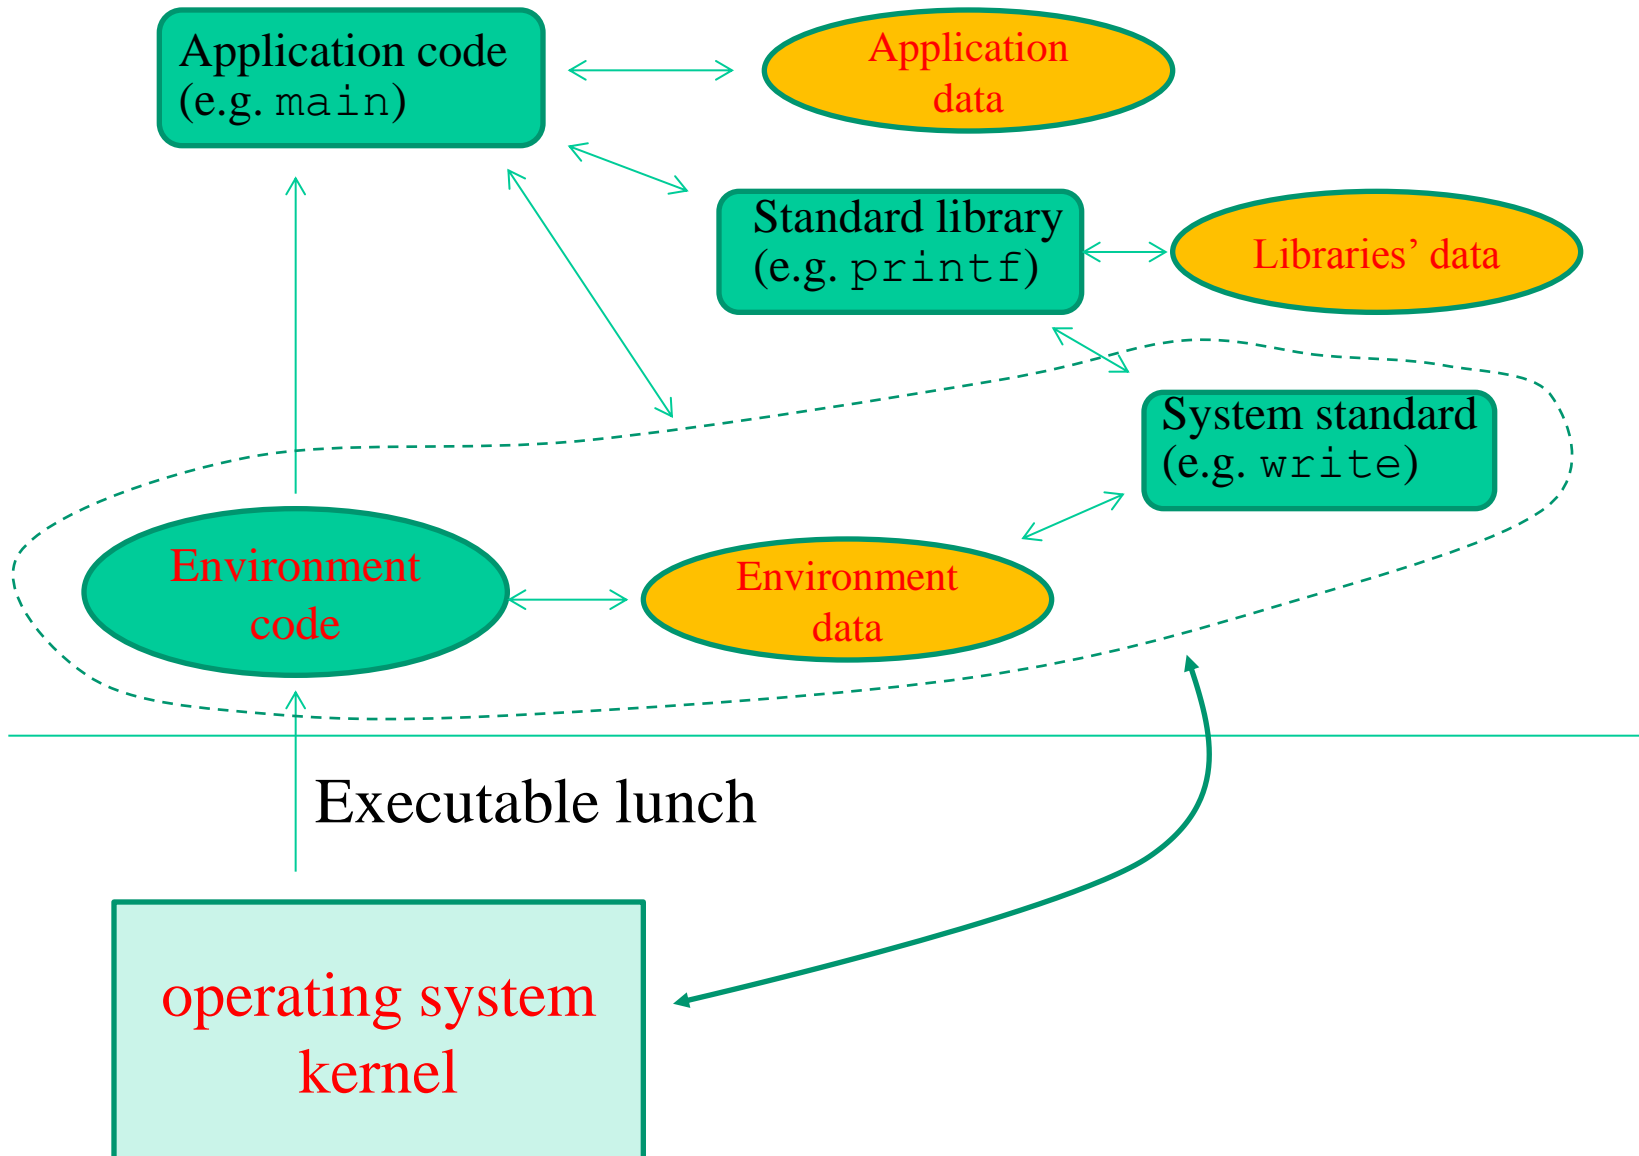 Application code
(e.g. main)
Application
data
Standard library
(e.g. printf)
Libraries’ data
System standard
(e.g. write)
Environment
code
Environment
data
Executable lunch
operating system
kernel